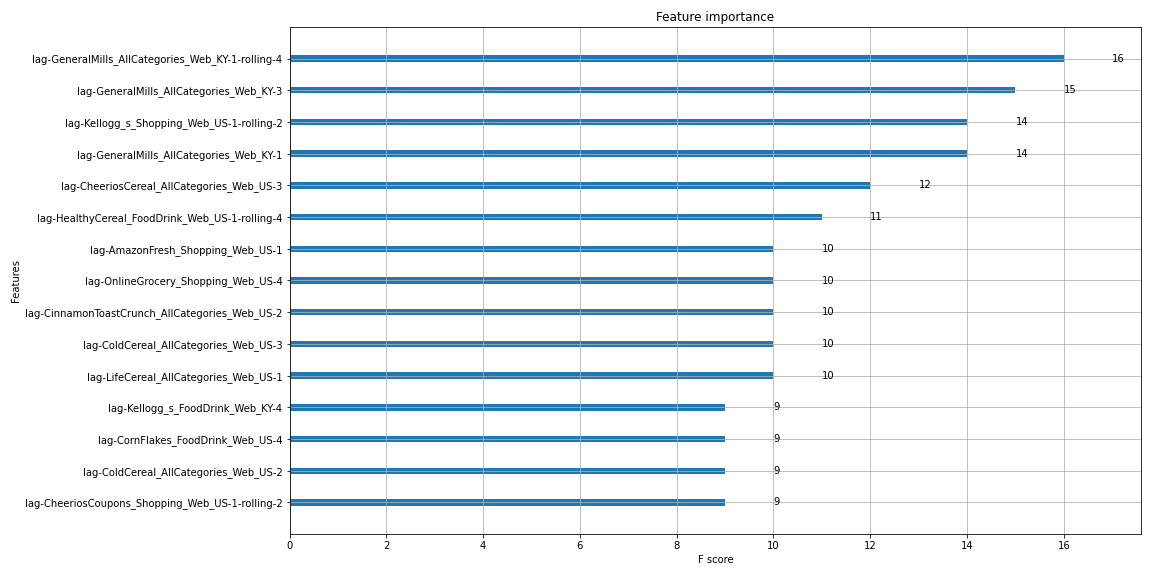 Feature importance
lag-GeneralMills_AllCategories_Web_KY-1-rolling-4 16
lag-GeneralMills_AllCategories_Web_KY-3 15
lag-Kellogg_s_Shopping_Web_US-1-rolling-2 14
lag-GeneralMills_AllCategories_Web_KY-1 14
lag-CheeriosCereal_AllCategories_Web_US-3 12
lag-HealthyCereal_FoodDrink_Web_US-1-rolling-4 11
lag-AmazonFresh_Shopping_Web_US-1 10
lag-OnlineGrocery_Shopping_Web_US-4 10
lag-CinnamonToastCrunch_AllCategories_Web_US-2 10
lag-ColdCereal_AllCategories_Web_US-3 10
lag-LifeCereal_AllCategories_Web_US-1 10
lag-Kellogg_s_FoodDrink_Web_KY-4 9
lag-CornFlakes_FoodDrink_Web_US-4 9
lag-ColdCereal_AllCategories_Web_US-2 9
lag-CheeriosCoupons_Shopping_Web_US-1-rolling-2 9
Features
0 2 4 6 8 10 12 14 16
F score